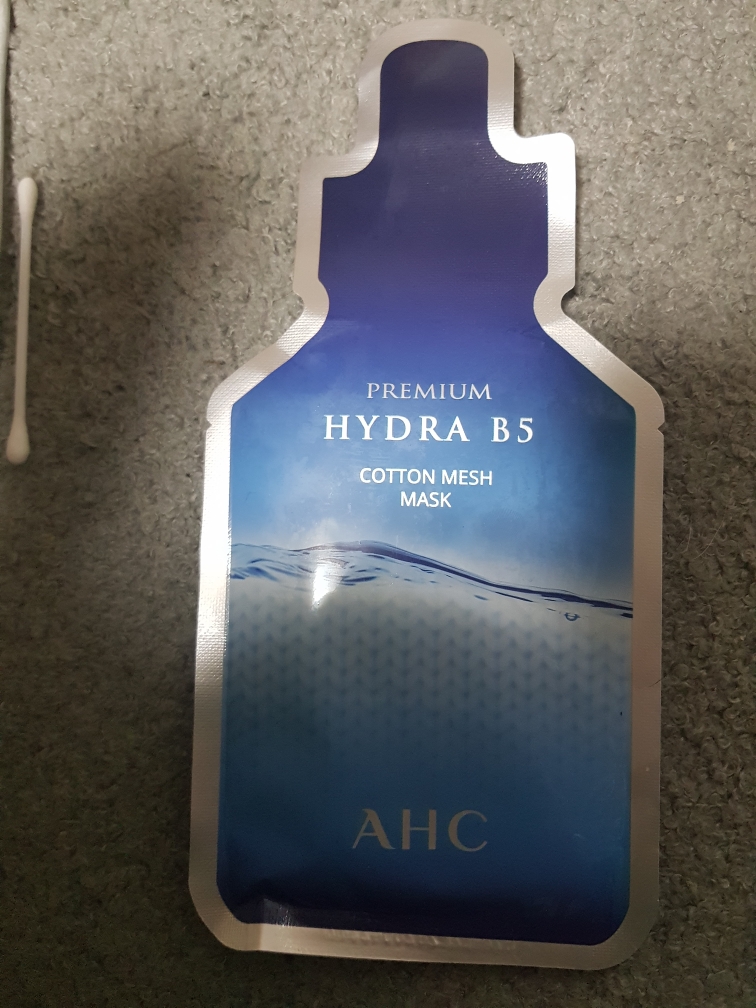 PREMIUM
HYDRA B5
COTTON MESH
MASK
AHC